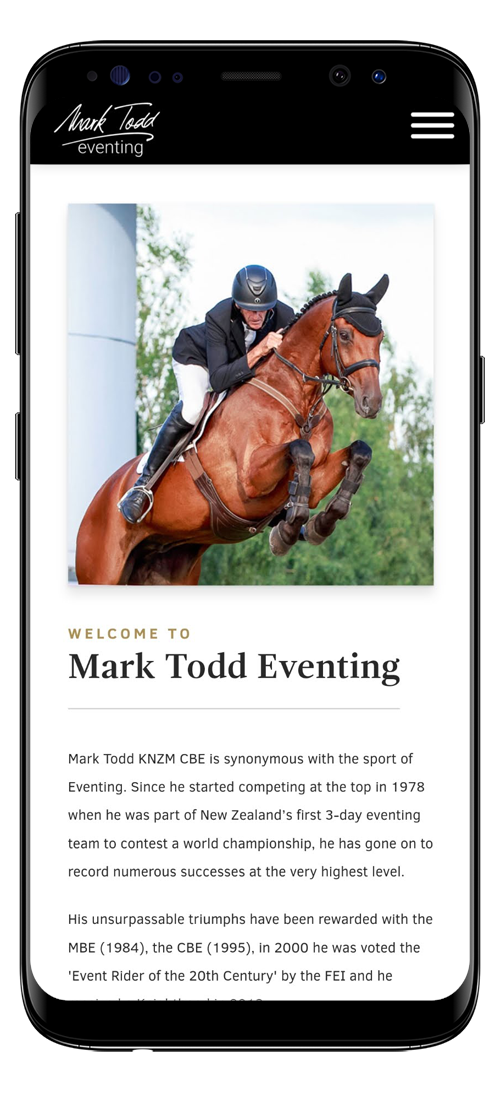 Mark Todd
eventing
WELCOME TO
Mark Todd Eventing
Mark Todd KNZM CBE is synonymous with the sport of
Eventing. Since he started competing at the top in 1978
when he was part of New Zealand's first 3-day eventing
team to contest a world championship, he has gone on to
record numerous successes at the very highest level.
His unsurpassable triumphs have been rewarded with the
MBE (1984), the CBE (1995), in 2000 he was voted the
'Event Rider of the 20th Century' by the FEI and he